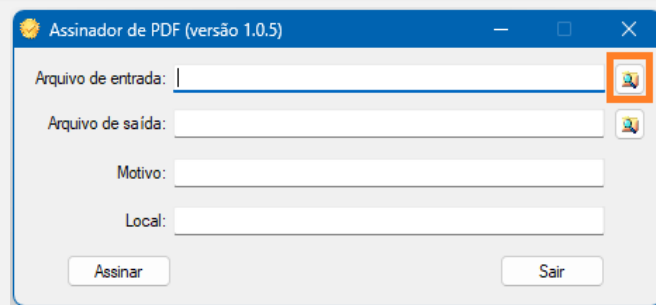 Assinador de PDF (versão 1.0.5)
Arquivo de entrada:
Arquivo de saída:
Motivo:
Local:
Assinar Sair